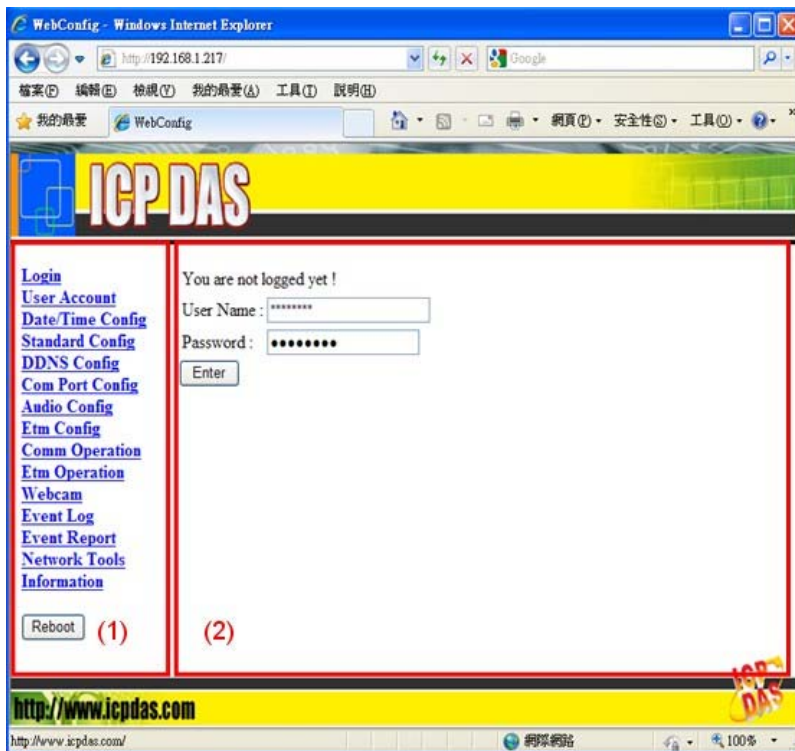 WebConfig - Windows Internet Explorer
http://192.168.1.217/
Google
檔案(F) 編輯(E) 檢視(V) 我的最愛(A) 工具(T) 說明(H)
我的最愛 WebConfig 網頁(P) 安全性(S) 工具(O)
ICP DAS
Login
User Account
Date/Time Config
Standard Config
DDNS Config
Com Port Config
Audio Config
Etm Config
Comm Operation
Etm Operation
Webcam
Event Log
Event Report
Network Tools
Information
Reboot (1)
You are not logged yet !
User Name : ********
Password : ●●●●●●●●
Enter
(2)
http://www.icpdas.com
ICP DAS
http://www.icpdas.com/ 網際網路 100%